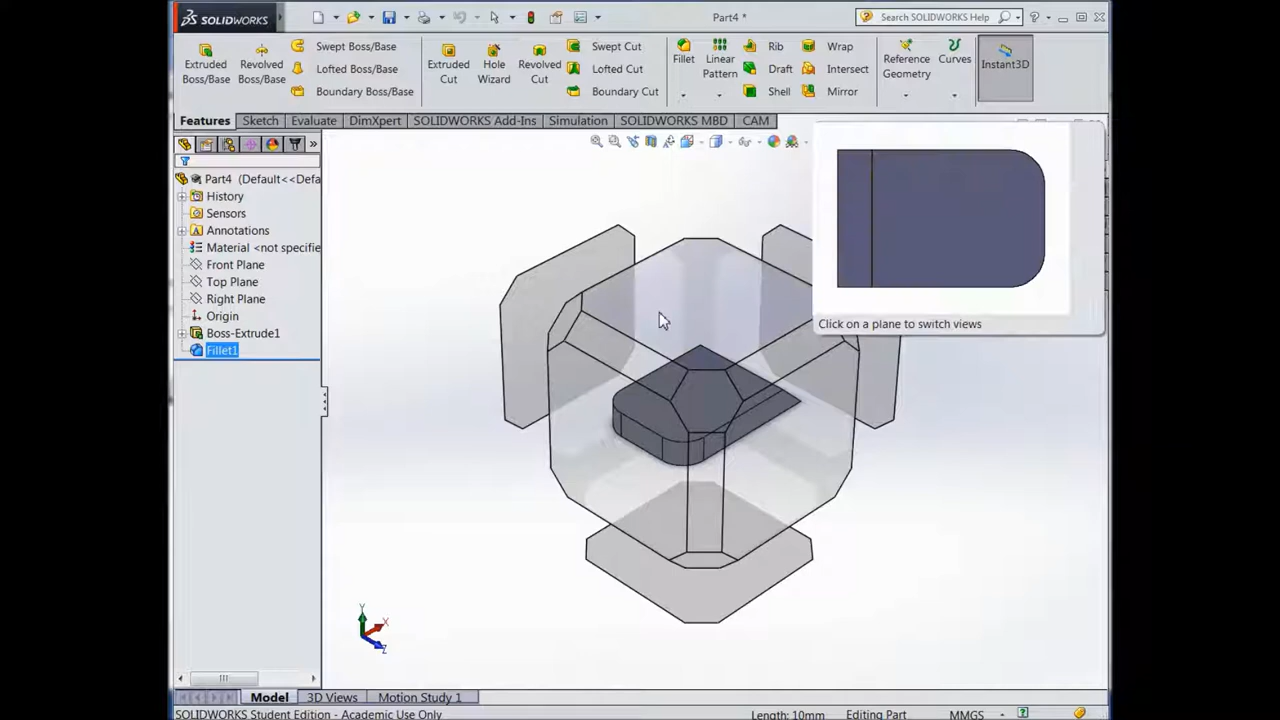 SOLIDWORKS
Part4 *
Search SOLIDWORKS Help
Extruded Boss/Base
Revolved Boss/Base
Swept Boss/Base
Lofted Boss/Base
Boundary Boss/Base
Extruded Cut
Hole Wizard
Revolved Cut
Swept Cut
Lofted Cut
Boundary Cut
Fillet
Linear Pattern
Rib
Draft
Shell
Wrap
Intersect
Mirror
Reference Geometry
Curves
Instant3D
Features
Sketch
Evaluate
DimXpert
SOLIDWORKS Add-Ins
Simulation
SOLIDWORKS MBD
CAM
Part4 (Default<<Defa
History
Sensors
Annotations
Material <not specifie
Front Plane
Top Plane
Right Plane
Origin
Boss-Extrude1
Fillet1
Click on a plane to switch views
Y
X
Z
Model
3D Views
Motion Study 1
SOLIDWORKS Student Edition - Academic Use Only
Length: 10mm
Editing Part
MMGS